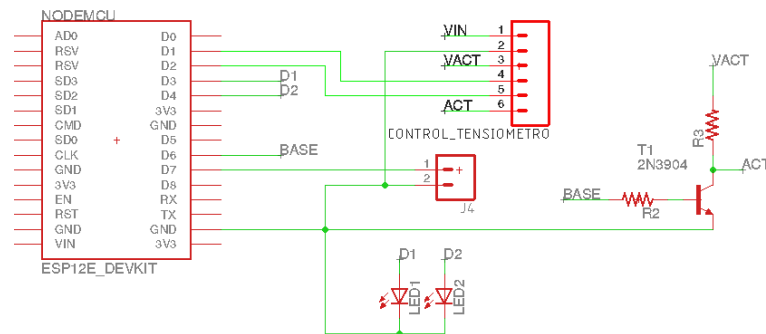 NODEMCU
AD0 D0
RSV D1
RSV D2
SD3 D3 D1
SD2 D4 D2
SD1 3V3
CMD GND
SD0 D5
CLK D6 BASE
GND D7
3V3 D8
EN RX
RST TX
GND GND
VIN 3V3
ESP12E_DEVKIT
VIN 1
2
VACT 3
4
5
ACT 6
CONTROL_TENSIOMETRO
1
2
J4
VACT
R3
T1
2N3904
ACT
BASE
R2
D1 D2
LED1
LED2